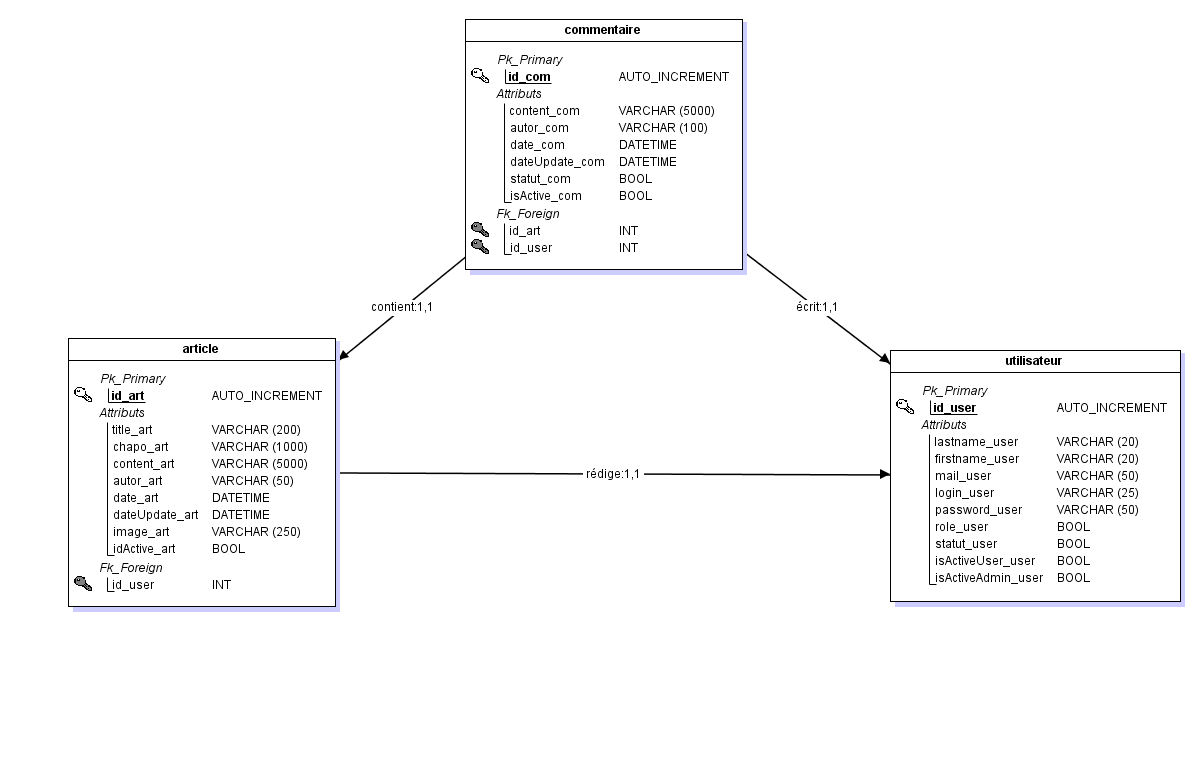 commentaire
Pk_Primary
id_com AUTO_INCREMENT
Attributs
content_com VARCHAR (5000)
autor_com VARCHAR (100)
date_com DATETIME
dateUpdate_com DATETIME
statut_com BOOL
isActive_com BOOL
Fk_Foreign
id_art INT
id_user INT
contient:1,1
écrit:1,1
article
Pk_Primary
id_art AUTO_INCREMENT
Attributs
title_art VARCHAR (200)
chapo_art VARCHAR (1000)
content_art VARCHAR (5000)
autor_art VARCHAR (50)
date_art DATETIME
dateUpdate_art DATETIME
image_art VARCHAR (250)
idActive_art BOOL
Fk_Foreign
id_user INT
rédige:1,1
utilisateur
Pk_Primary
id_user AUTO_INCREMENT
Attributs
lastname_user VARCHAR (20)
firstname_user VARCHAR (20)
mail_user VARCHAR (50)
login_user VARCHAR (25)
password_user VARCHAR (50)
role_user BOOL
statut_user BOOL
isActiveUser_user BOOL
isActiveAdmin_user BOOL